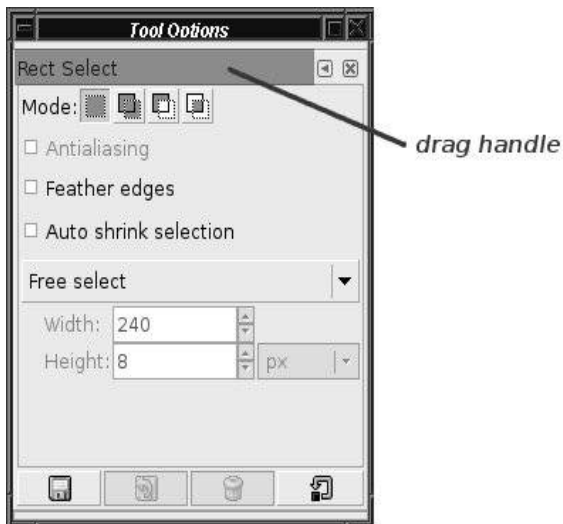 Tool Options
Rect Select
drag handle
Mode:
Antialiasing
Feather edges
Auto shrink selection
Free select
Width: 240
Height: 8 px